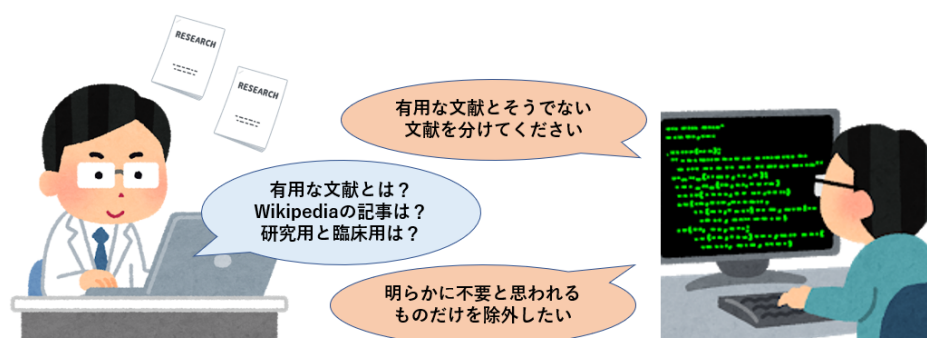 RESEARCH
RESEARCH
有用な文献とそうでない
文献を分けてください
有用な文献とは？
Wikipediaの記事は？
研究用と臨床用は？
明らかに不要と思われる
ものだけを除外したい